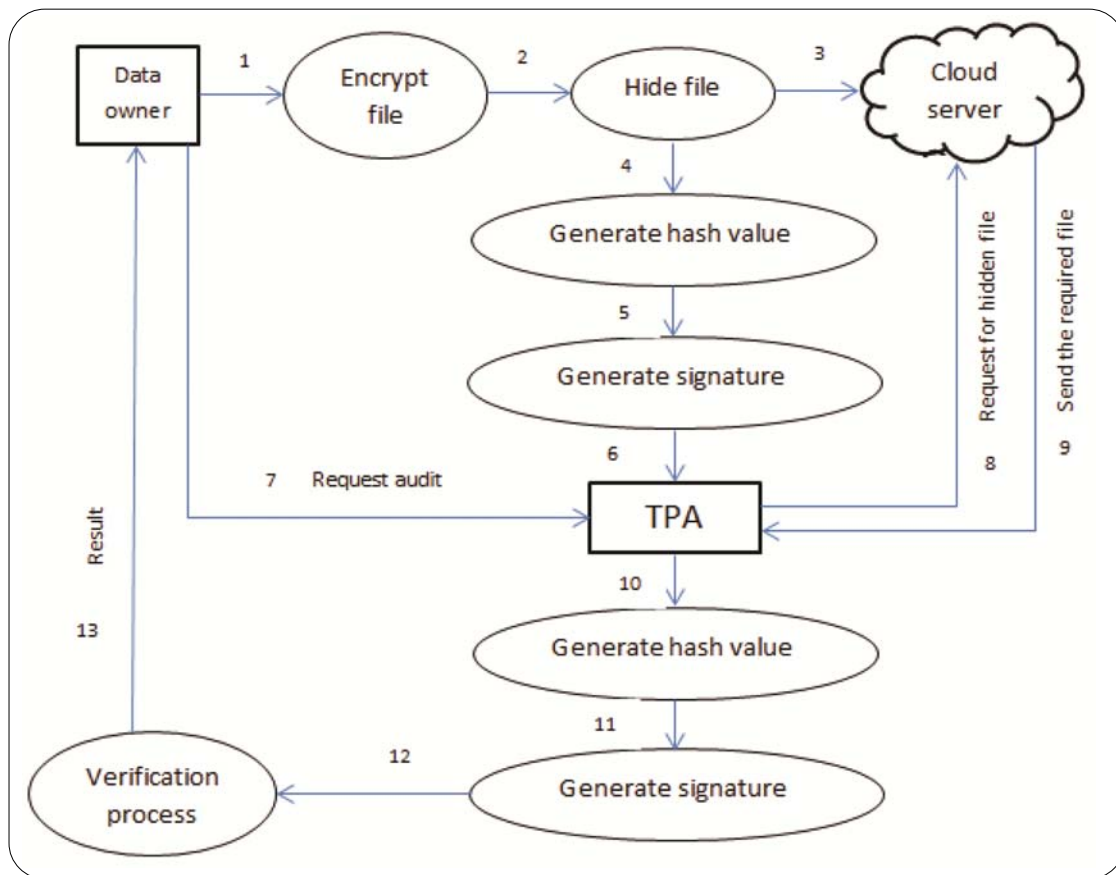 1
2
3
Data
owner
Encrypt
file
Hide file
Cloud
server
4
Generate hash value
5
Generate signature
6
7 Request audit
TPA
8
Request for hidden file
9
Send the required file
10
Generate hash value
11
Generate signature
12
Verification
process
13
Result